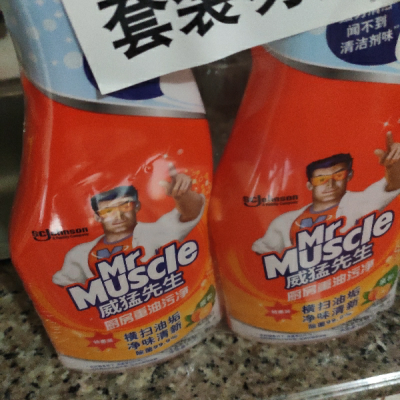 套装
闻不到
清洁剂味
SC Johnson
Mr
Muscle
威猛先生
厨房重油污净
横扫油垢
净味清新
SC Johnson
Mr
Muscle
威猛先生
厨房重油污净
横扫油垢
净味清新